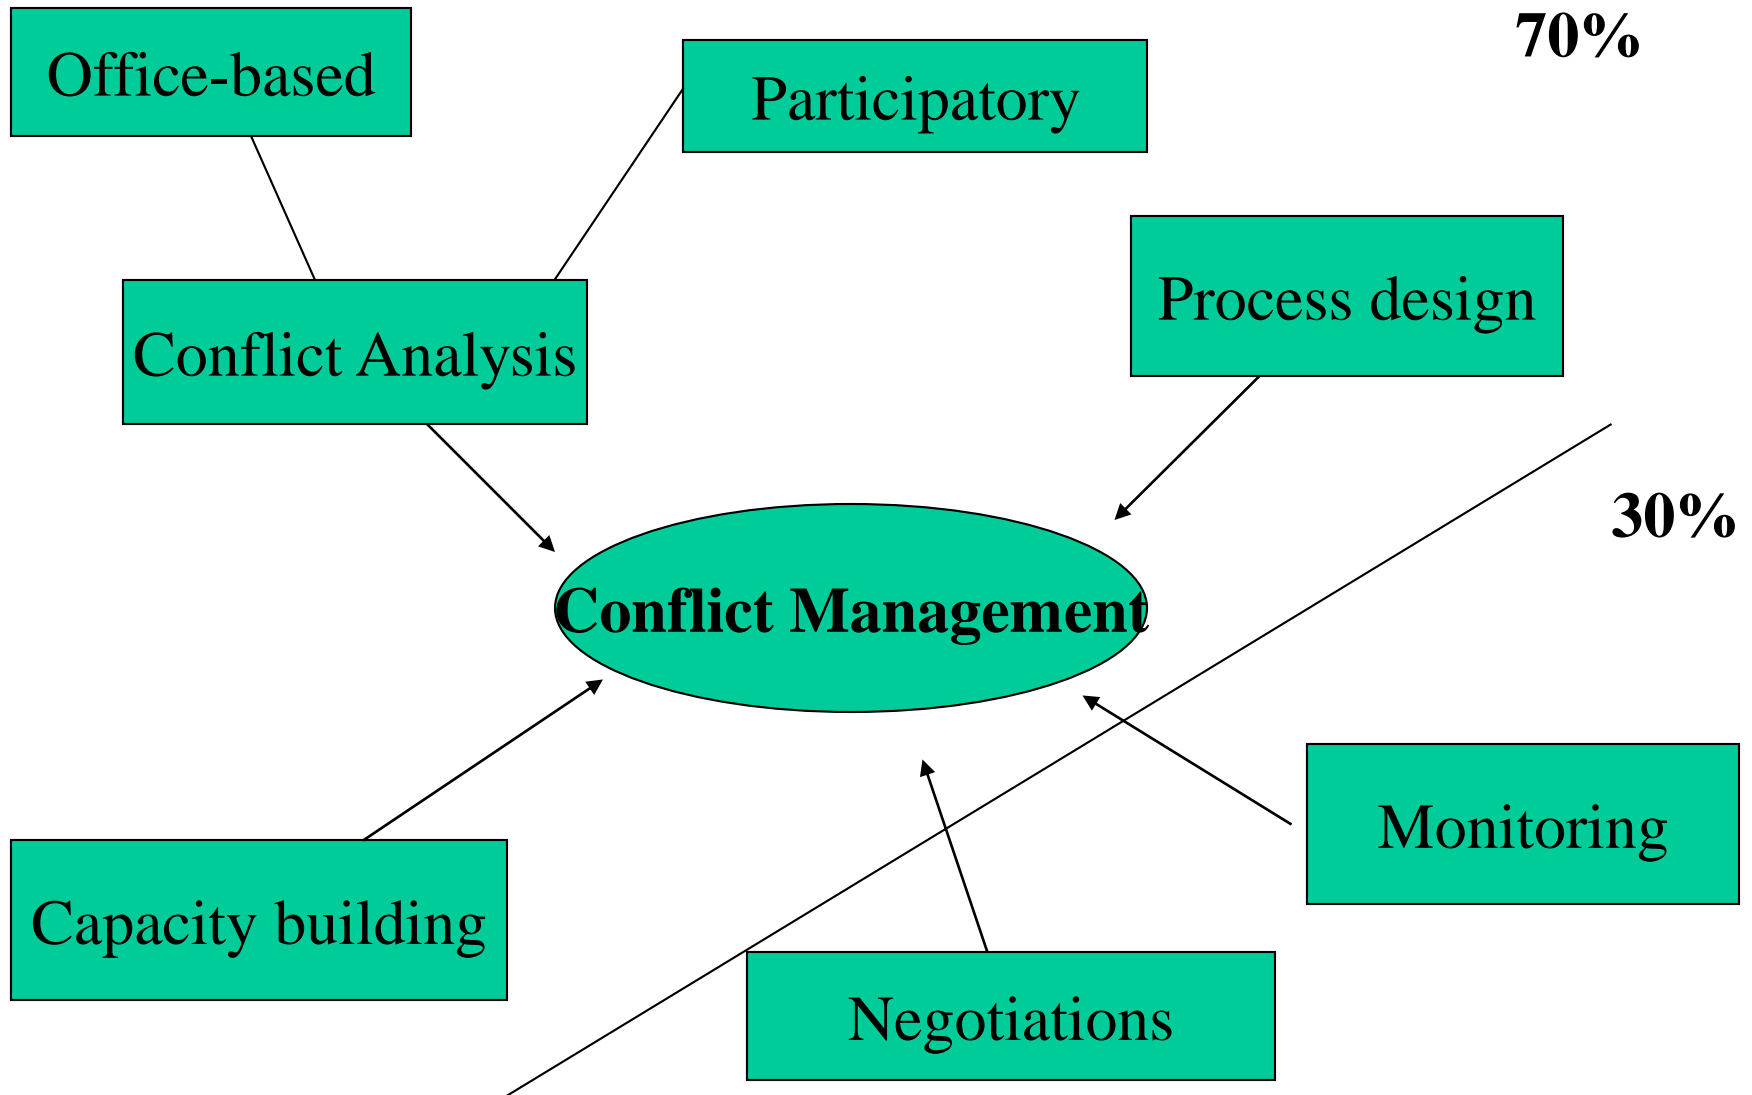 Office-based
Participatory
70%
Process design
Conflict Analysis
30%
Conflict Management
Monitoring
Capacity building
Negotiations